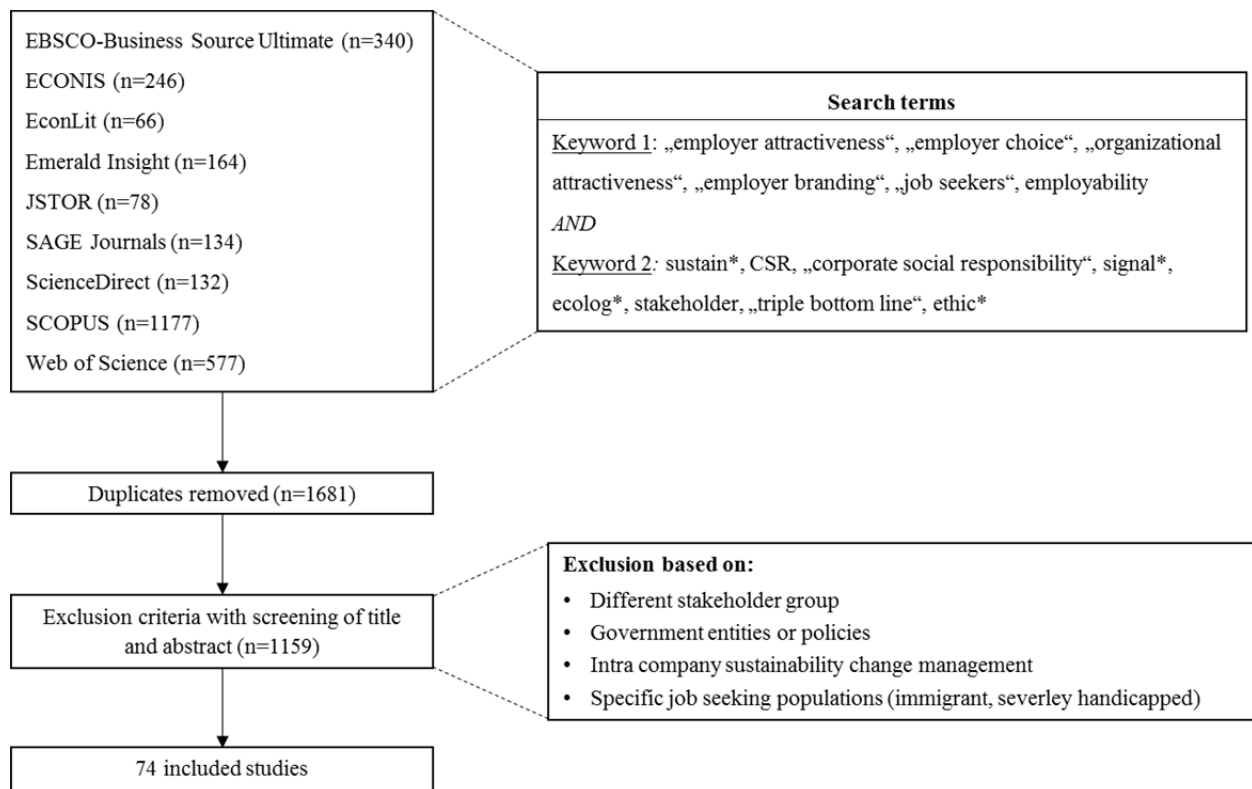 EBSCO-Business Source Ultimate (n=340)
ECONIS (n=246)
EconLit (n=66)
Emerald Insight (n=164)
JSTOR (n=78)
SAGE Journals (n=134)
ScienceDirect (n=132)
SCOPUS (n=1177)
Web of Science (n=577)
Search terms
Keyword 1: „employer attractiveness“, „employer choice“, „organizational
attractiveness“, „employer branding“, „job seekers“, employability
AND
Keyword 2: sustain*, CSR, „corporate social responsibility“, signal*,
ecolog*, stakeholder, „triple bottom line“, ethic*
Duplicates removed (n=1681)
Exclusion criteria with screening of title
and abstract (n=1159)
Exclusion based on:
• Different stakeholder group
• Government entities or policies
• Intra company sustainability change management
• Specific job seeking populations (immigrant, severley handicapped)
74 included studies